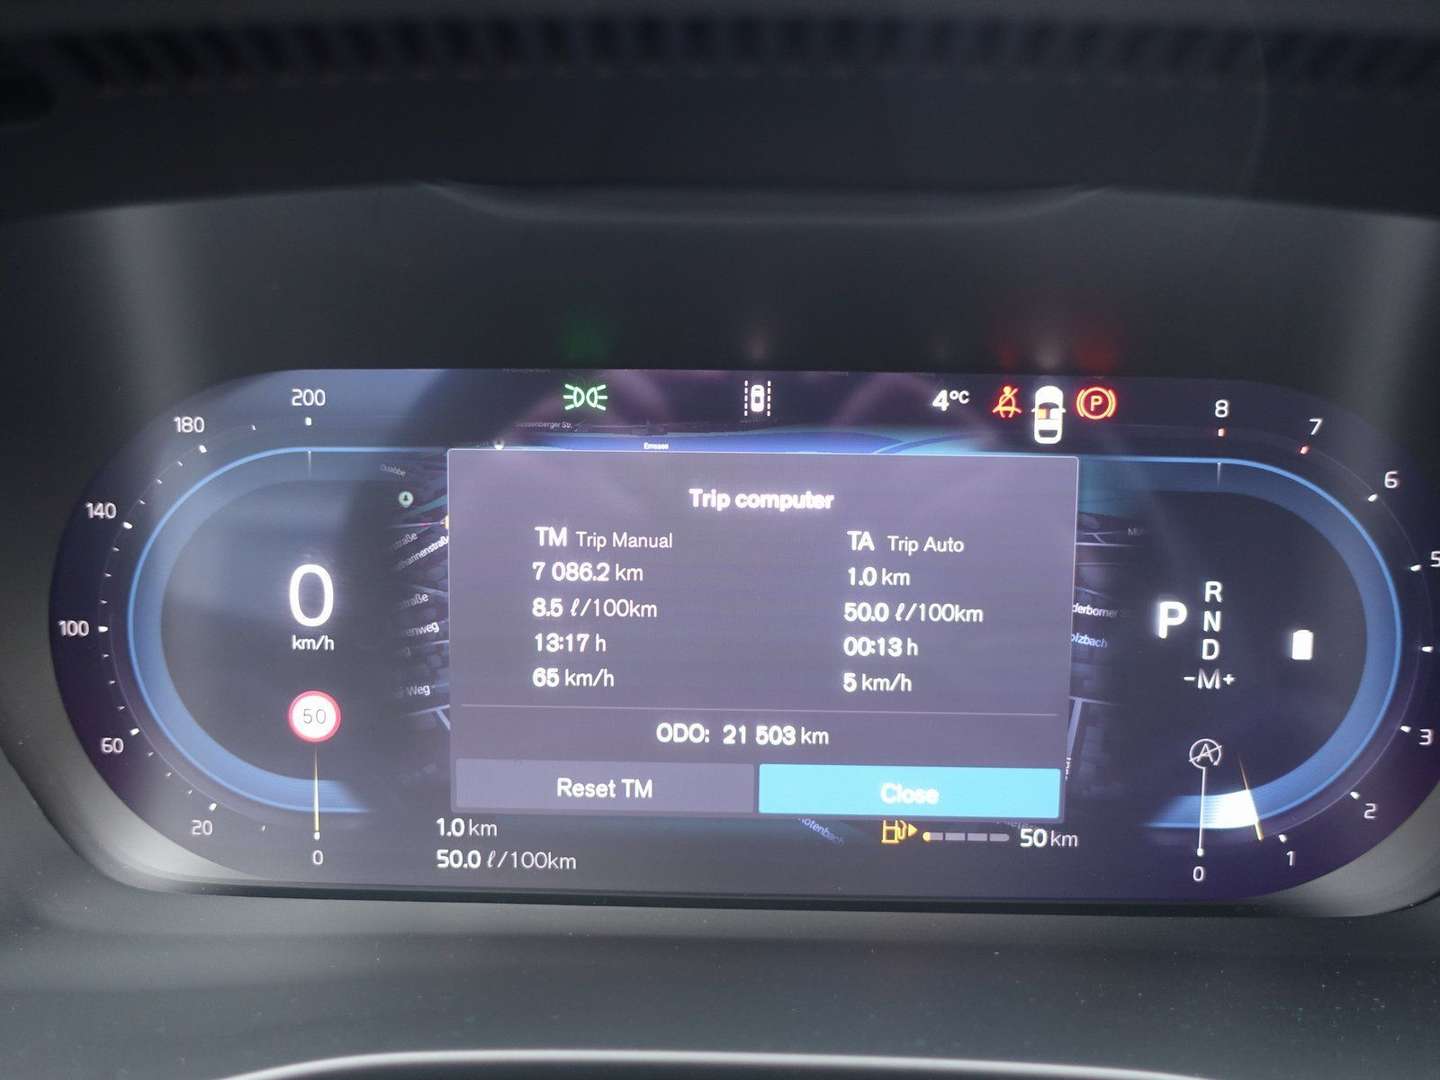 200
180
140
100
60
20
0
0
km/h
50
4°C
P
8
7
6
5
3
2
1
0
Trip computer
TM Trip Manual
7 086.2 km
8.5 ℓ/100km
13:17 h
65 km/h
TA Trip Auto
1.0 km
50.0 ℓ/100km
00:13 h
5 km/h
ODO: 21 503 km
Reset TM
Close
1.0 km
50.0 ℓ/100km
50 km
P
R
N
D
-M+
A
Emssen
Weg